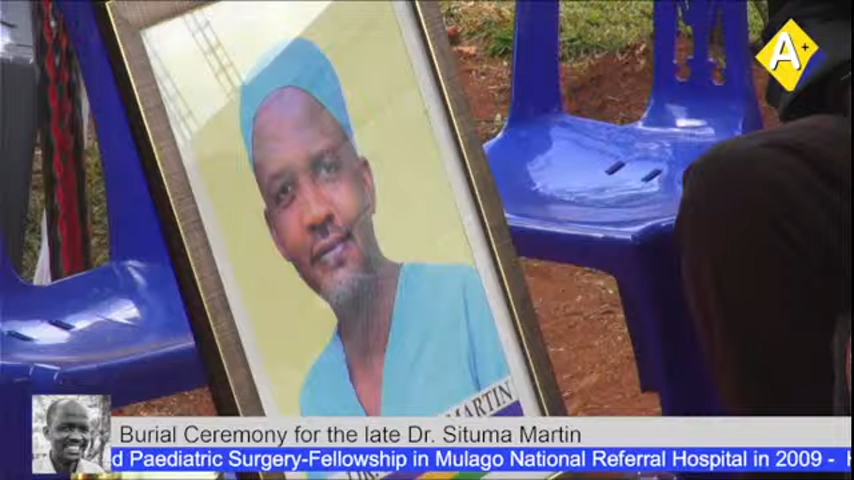 A+
MARTIN
DR.
Burial Ceremony for the late Dr. Situma Martin
d Paediatric Surgery-Fellowship in Mulago National Referral Hospital in 2009 -